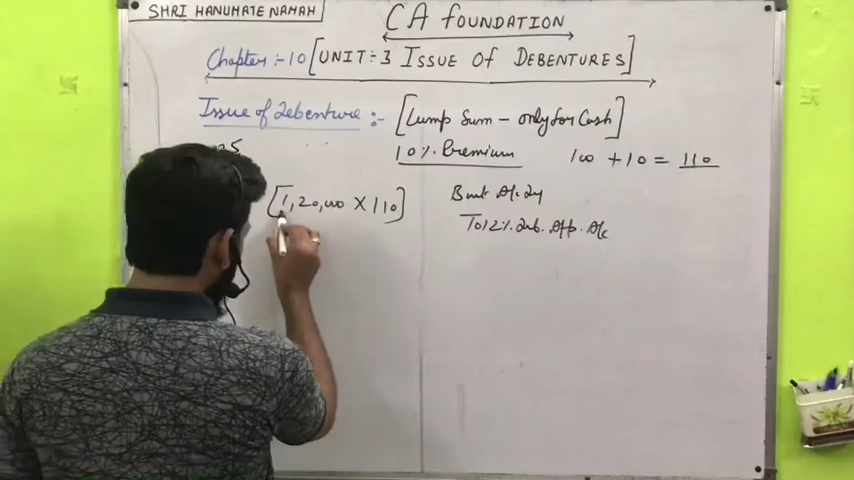 SHRI HANUMATE NAMAH
CA FOUNDATION
Chapter :- 10 [UNIT :- 3 ISSUE OF DEBENTURES]
Issue of Debenture :- [Lump Sum - only for Cash]
10% Premium 100 + 10 = 110
[1,20,000 X 110] Bank A/c Dr
To 12% Deb. App. A/c